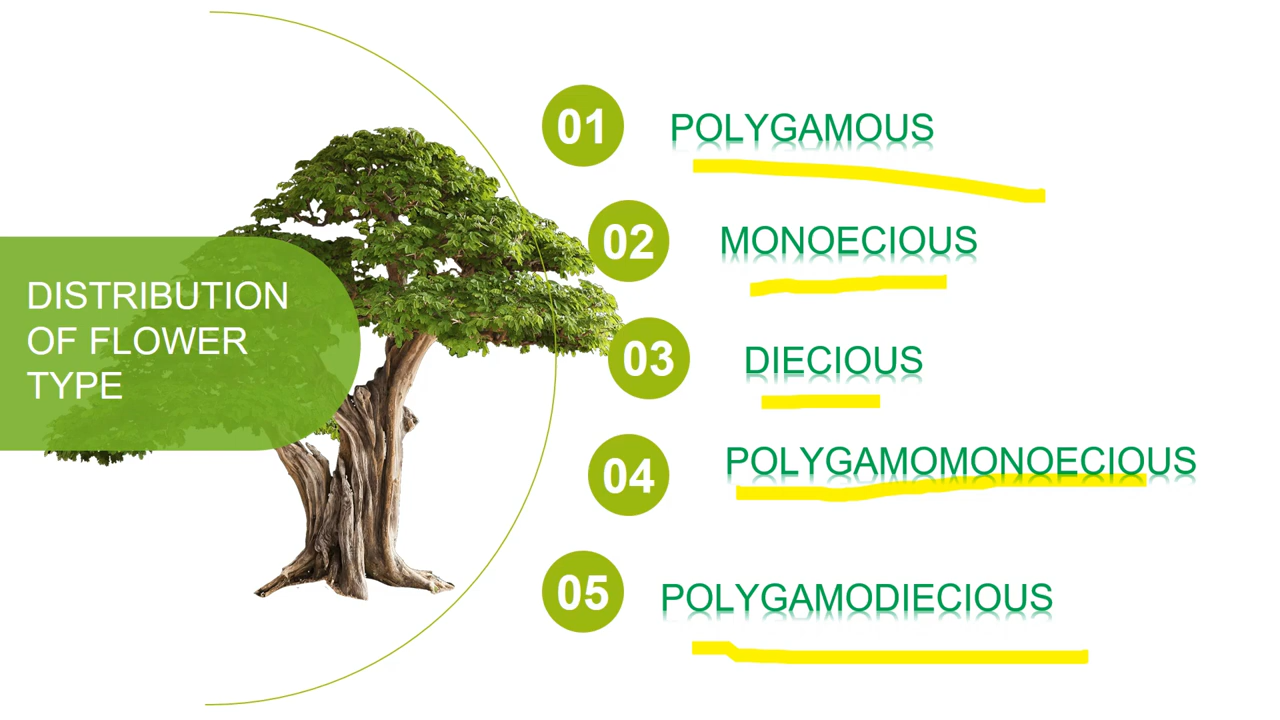 DISTRIBUTION
OF FLOWER
TYPE
01 POLYGAMOUS
02 MONOECIOUS
03 DIECIOUS
04 POLYGAMOMONOECIOUS
05 POLYGAMODIECIOUS